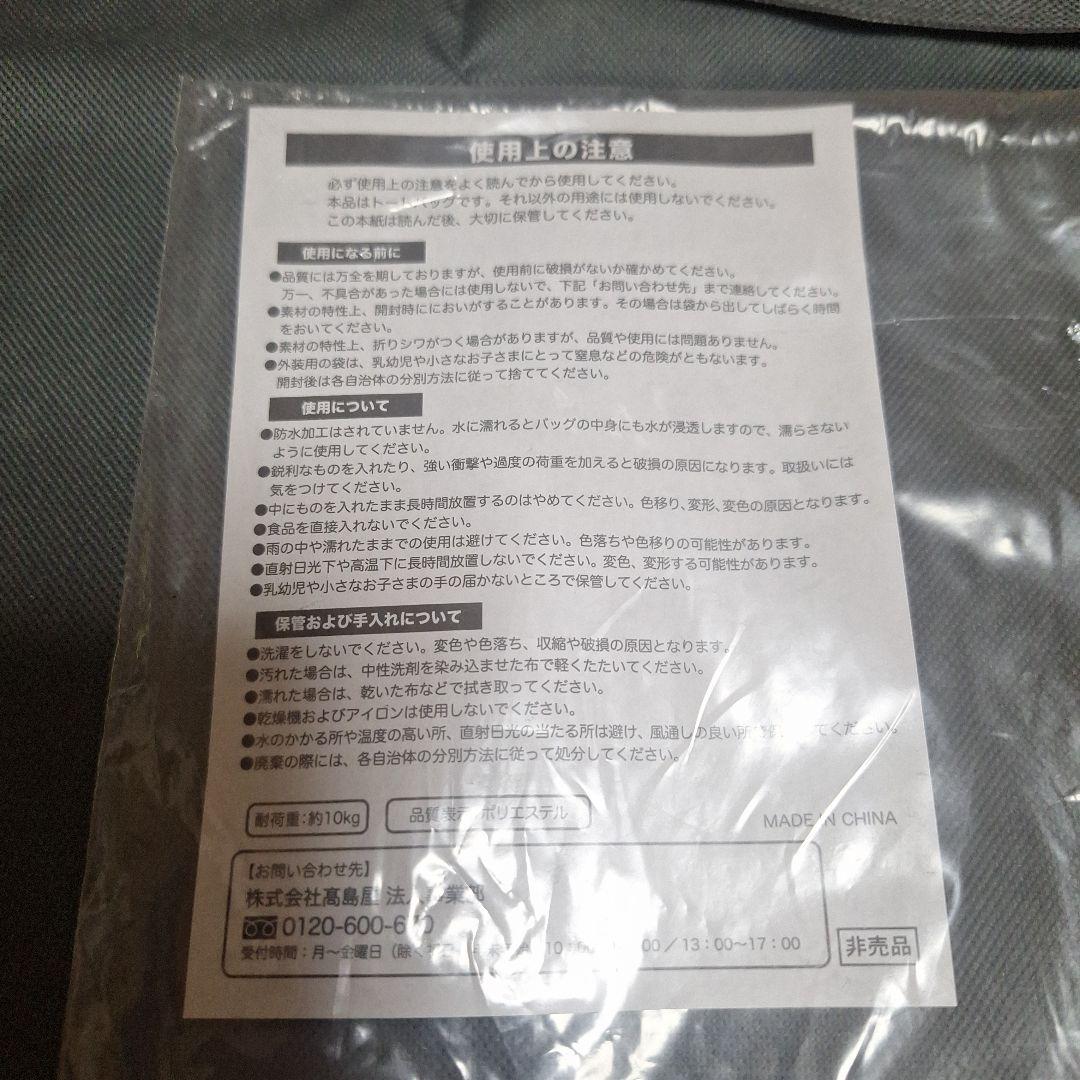 使用上の注意
必ず使用上の注意をよく読んでから使用してください。
本品はトートバッグです。それ以外の用途には使用しないでください。
この本紙は読んだ後、大切に保管してください。
使用になる前に
●品質には万全を期しておりますが、使用前に破損がないか確かめてください。
万一、不具合があった場合には使用しないで、下記「お問い合わせ先」まで連絡してください。
●素材の特性上、開封時ににおいがすることがあります。その場合は袋から出してしばらく時間
をおいてください。
●素材の特性上、折りシワがつく場合がありますが、品質や使用には問題ありません。
●外装用の袋は、乳幼児や小さなお子さまにとって窒息などの危険がともないます。
開封後は各自治体の分別方法に従って捨ててください。
使用について
●防水加工はされていません。水に濡れるとバッグの中身にも水が浸透しますので、濡らさない
ように使用してください。
●鋭利なものを入れたり、強い衝撃や過度の荷重を加えると破損の原因になります。取扱いには
気をつけてください。
●中にものを入れたまま長時間放置するのはやめてください。色移り、変形、変色の原因となります。
●食品を直接入れないでください。
●雨の中や濡れたままでの使用は避けてください。色落ちや色移りの可能性があります。
●直射日光下や高温下に長時間放置しないでください。変色、変形する可能性があります。
●乳幼児や小さなお子さまの手の届かないところで保管してください。
保管および手入れについて
●洗濯をしないでください。変色や色落ち、収縮や破損の原因となります。
●汚れた場合は、中性洗剤を染み込ませた布で軽くたたいてください。
●濡れた場合は、乾いた布などで拭き取ってください。
●乾燥機およびアイロンは使用しないでください。
●水のかかる所や温度の高い所、直射日光の当たる所は避け、風通しの良い所 てください。
●廃棄の際には、各自治体の分別方法に従って処分してください。
耐荷重:約10kg
品質表示 ポリエステル
MADE IN CHINA
【お問い合わせ先】
株式会社髙島屋 法人事業部
0120-600-6
受付時間:月〜金曜日(除く 10:00 /13:00〜17:00
非売品